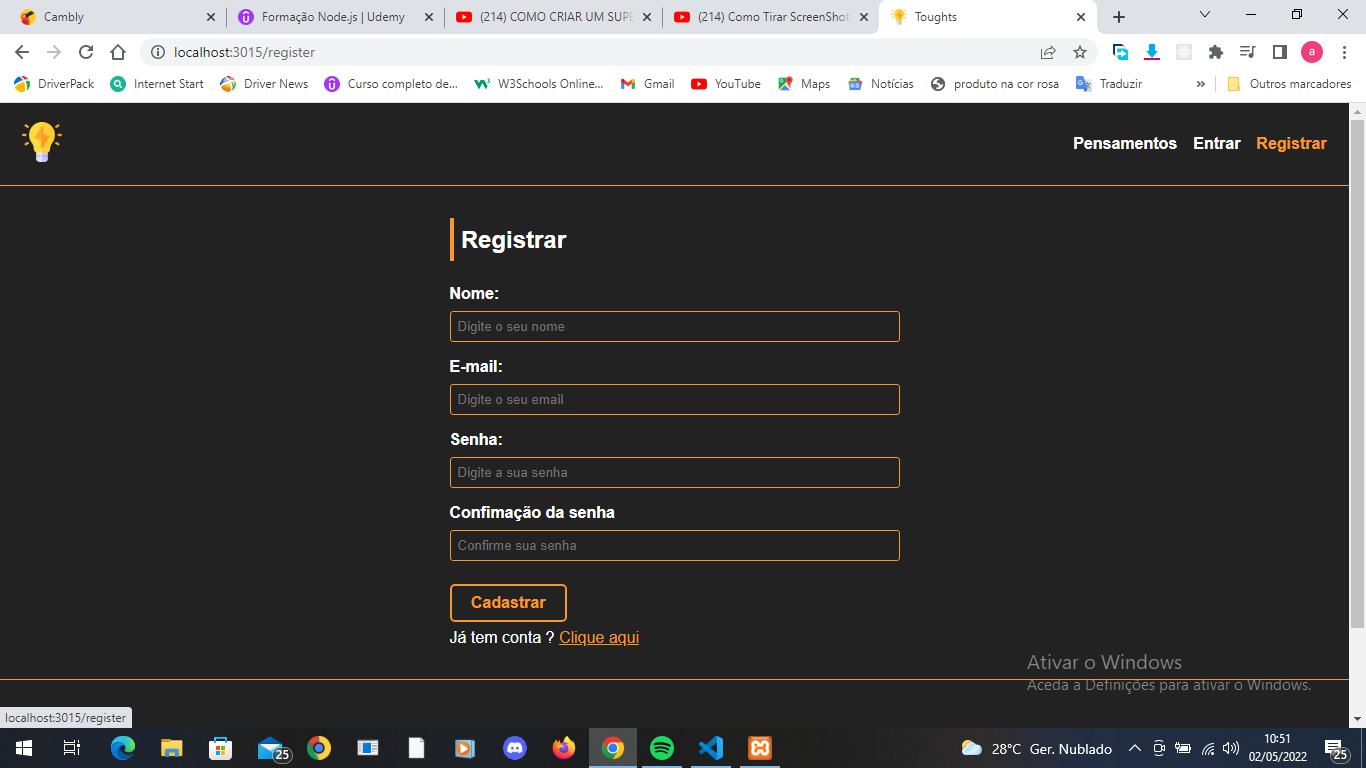 Cambly
Formação Node.js | Udemy
(214) COMO CRIAR UM SUPE
(214) Como Tirar ScreenShot
Toughts
localhost:3015/register
a
DriverPack
Internet Start
Driver News
Curso completo de...
W3Schools Online...
Gmail
YouTube
Maps
Notícias
produto na cor rosa
Traduzir
»
Outros marcadores
Pensamentos
Entrar
Registrar
Registrar
Nome:
Digite o seu nome
E-mail:
Digite o seu email
Senha:
Digite a sua senha
Confimação da senha
Confirme sua senha
Cadastrar
Já tem conta ? Clique aqui
Ativar o Windows
Aceda a Definições para ativar o Windows.
localhost:3015/register
25
28°C Ger. Nublado
10:51
02/05/2022
25